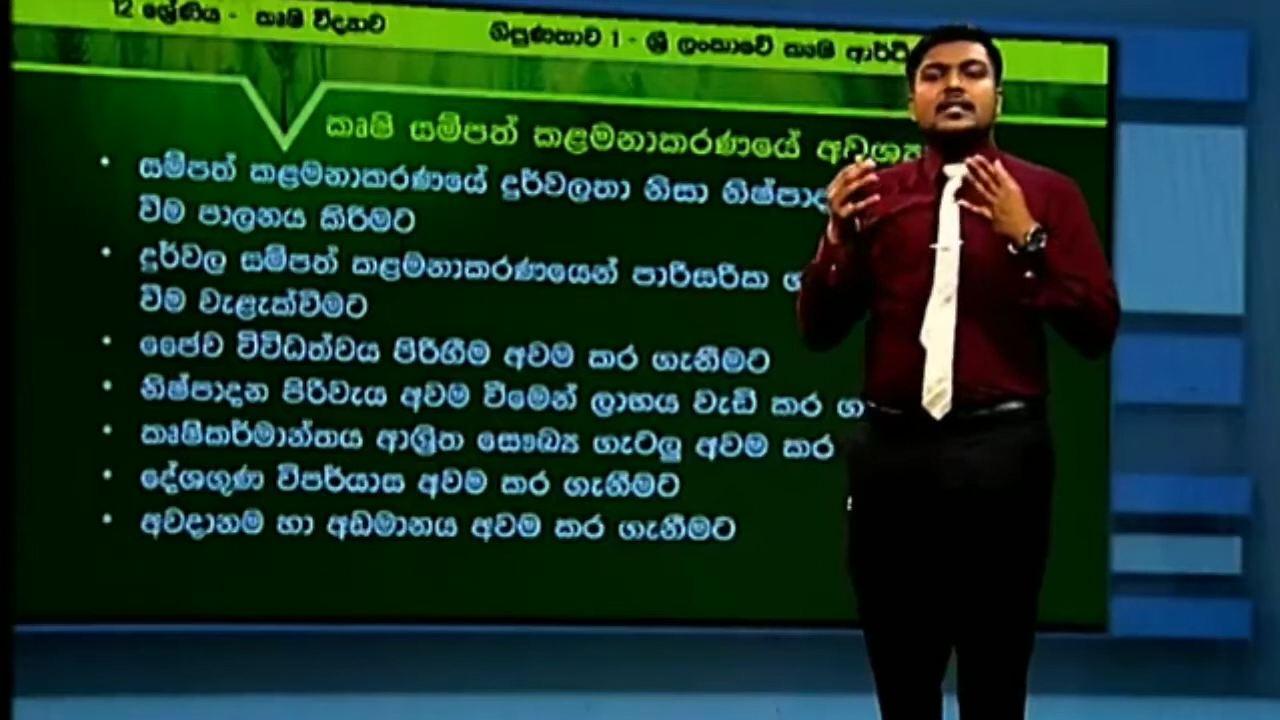 12 ශ්‍රේණිය - කෘෂි විද්‍යාව
නිපුණතාව 1 - ශ්‍රී ලංකාවේ කෘෂි
කෘෂි සම්පත් කළමනාකරණයේ
• සම්පත් කළමනාකරණයේ දුර්වලතා නිසා
වීම පාලනය කිරීමට
• දුර්වල සම්පත් කළමනාකරණයෙන් පාරිසරික
වීම වැළැක්වීමට
• ජෛව විවිධත්වය පිරිහීම අවම කර ගැනීමට
• නිෂ්පාදන පිරිවැය අවම වීමෙන් ලාභය වැඩි කර
• කෘෂිකර්මාන්තය ආශ්‍රිත සෞඛ්‍ය ගැටලු අවම කර
• දේශගුණ විපර්යාස අවම කර ගැනීමට
• අවදානම හා අඩමානය අවම කර ගැනීමට